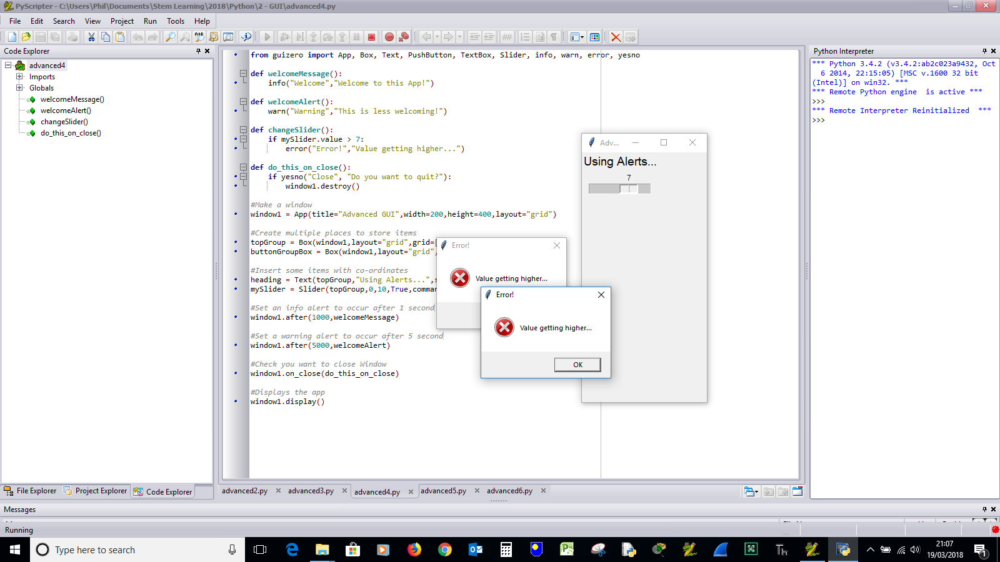 PyScripter - C:\Users\Phil\Documents\Stem Learning\2018\Python\2 - GUI\advanced4.py
File Edit Search View Project Run Tools Help
Code Explorer
advanced4
Imports
Globals
welcomeMessage()
welcomeAlert()
changeSlider()
do_this_on_close()
from guizero import App, Box, Text, PushButton, TextBox, Slider, info, warn, error, yesno
def welcomeMessage():
info("Welcome","Welcome to this App!")
def welcomeAlert():
warn("Warning","This is less welcoming!")
def changeSlider():
if mySlider.value > 7:
error("Error!","Value getting higher...")
def do_this_on_close():
if yesno("Close", "Do you want to quit?"):
window1.destroy()
#Make a window
window1 = App(title="Advanced GUI",width=200,height=400,layout="grid")
#Create multiple places to store items
topGroup = Box(window1,layout="grid",grid=[
buttonGroupBox = Box(window1,layout="grid",
#Insert some items with co-ordinates
heading = Text(topGroup,"Using Alerts...",s
mySlider = Slider(topGroup,0,10,True,comman
#Set an info alert to occur after 1 second
window1.after(1000,welcomeMessage)
#Set a warning alert to occur after 5 second
window1.after(5000,welcomeAlert)
#Check you want to close Window
window1.on_close(do_this_on_close)
#Displays the app
window1.display()
Adv...
Using Alerts...
7
Error!
Value getting higher...
Error!
Value getting higher...
OK
Python Interpreter
*** Python 3.4.2 (v3.4.2:ab2c023a9432, Oct
6 2014, 22:15:05) [MSC v.1600 32 bit
(Intel)] on win32. ***
*** Remote Python engine is active ***
>>>
*** Remote Interpreter Reinitialized ***
>>>
File Explorer Project Explorer Code Explorer
advanced2.py advanced3.py advanced4.py advanced5.py advanced6.py
Messages
Running
Type here to search
21:07
19/03/2018
1